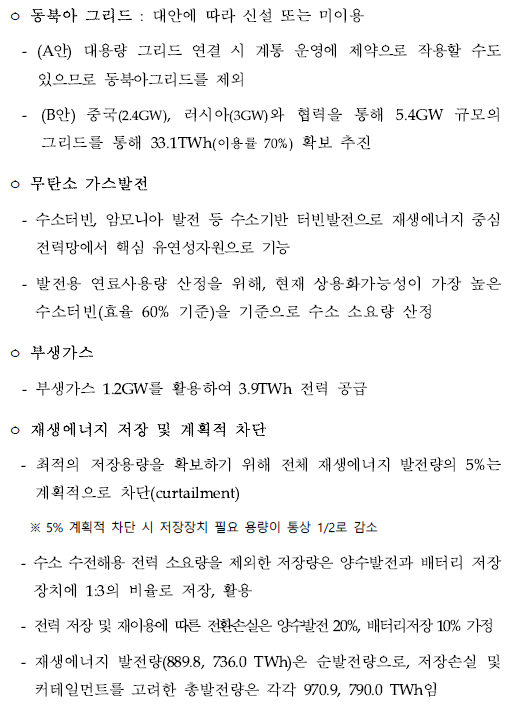 ㅇ 동북아 그리드 : 대안에 따라 신설 또는 미이용
- (A안) 대용량 그리드 연결 시 계통 운영에 제약으로 작용할 수도
있으므로 동북아그리드를 제외
- (B안) 중국(2.4GW), 러시아(3GW)와 협력을 통해 5.4GW 규모의
그리드를 통해 33.1TWh(이용률 70%) 확보 추진
ㅇ 무탄소 가스발전
- 수소터빈, 암모니아 발전 등 수소기반 터빈발전으로 재생에너지 중심
전력망에서 핵심 유연성자원으로 기능
- 발전용 연료사용량 산정을 위해, 현재 상용화가능성이 가장 높은
수소터빈(효율 60% 기준)을 기준으로 수소 소요량 산정
ㅇ 부생가스
- 부생가스 1.2GW를 활용하여 3.9TWh 전력 공급
ㅇ 재생에너지 저장 및 계획적 차단
- 최적의 저장용량을 확보하기 위해 전체 재생에너지 발전량의 5%는
계획적으로 차단(curtailment)
※ 5% 계획적 차단 시 저장장치 필요 용량이 통상 1/2로 감소
- 수소 수전해용 전력 소요량을 제외한 저장량은 양수발전과 배터리 저장
장치에 1:3의 비율로 저장, 활용
- 전력 저장 및 재이용에 따른 전환손실은 양수발전 20%, 배터리저장 10% 가정
- 재생에너지 발전량(889.8, 736.0 TWh)은 순발전량으로, 저장손실 및
커테일먼트를 고려한 총발전량은 각각 970.9, 790.0 TWh임